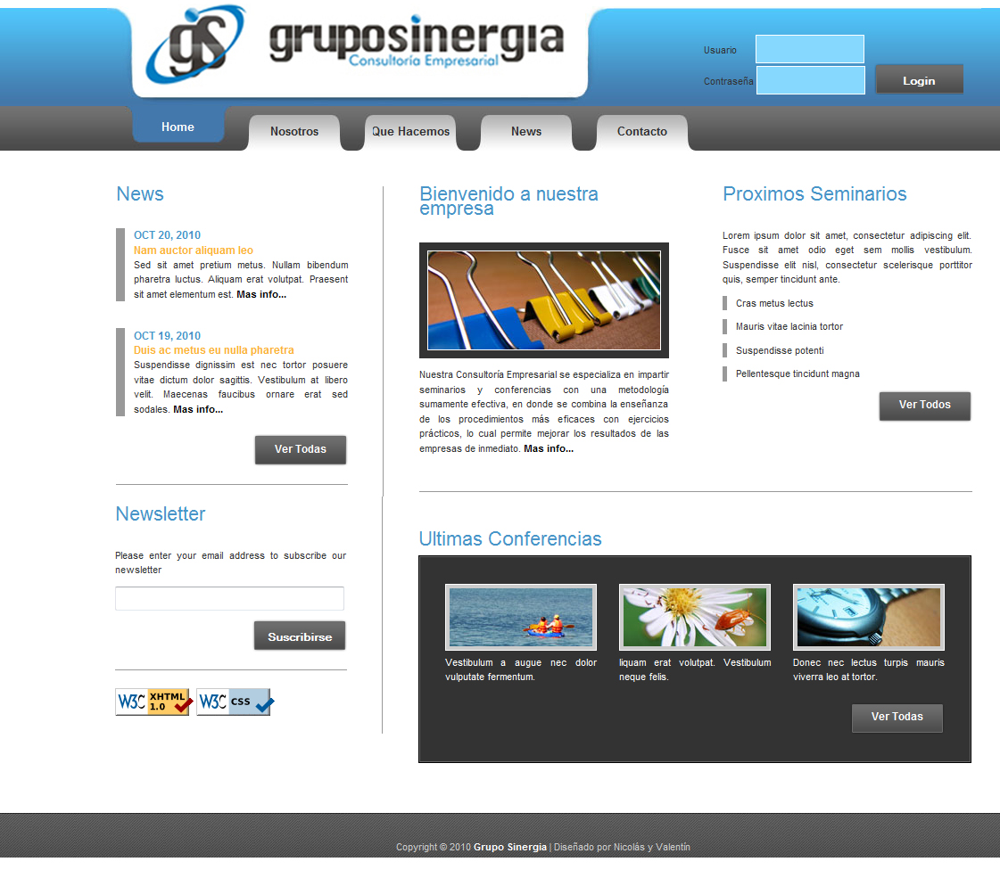 gS gruposinergia
Consultoría Empresarial
Usuario
Contraseña
Login
Home
Nosotros
Que Hacemos
News
Contacto
News
OCT 20, 2010
Nam auctor aliquam leo
Sed sit amet pretium metus. Nullam bibendum
pharetra luctus. Aliquam erat volutpat. Praesent
sit amet elementum est. Mas info...
OCT 19, 2010
Duis ac metus eu nulla pharetra
Suspendisse dignissim est nec tortor posuere
vitae dictum dolor sagittis. Vestibulum at libero
velit. Maecenas faucibus ornare erat sed
sodales. Mas info...
Ver Todas
Newsletter
Please enter your email address to subscribe our
newsletter
Suscribirse
W3C XHTML
1.0
W3C CSS
Bienvenido a nuestra
empresa
Nuestra Consultoría Empresarial se especializa en impartir
seminarios y conferencias con una metodología
sumamente efectiva, en donde se combina la enseñanza
de los procedimientos más eficaces con ejercicios
prácticos, lo cual permite mejorar los resultados de las
empresas de inmediato. Mas info...
Proximos Seminarios
Lorem ipsum dolor sit amet, consectetur adipiscing elit.
Fusce sit amet odio eget sem mollis vestibulum.
Suspendisse elit nisl, consectetur scelerisque porttitor
quis, semper tincidunt ante.
Cras metus lectus
Mauris vitae lacinia tortor
Suspendisse potenti
Pellentesque tincidunt magna
Ver Todos
Ultimas Conferencias
Vestibulum a augue nec dolor
vulputate fermentum.
liquam erat volutpat. Vestibulum
neque felis.
Donec nec lectus turpis mauris
viverra leo at tortor.
Ver Todas
Copyright © 2010 Grupo Sinergia | Diseñado por Nicolás y Valentín